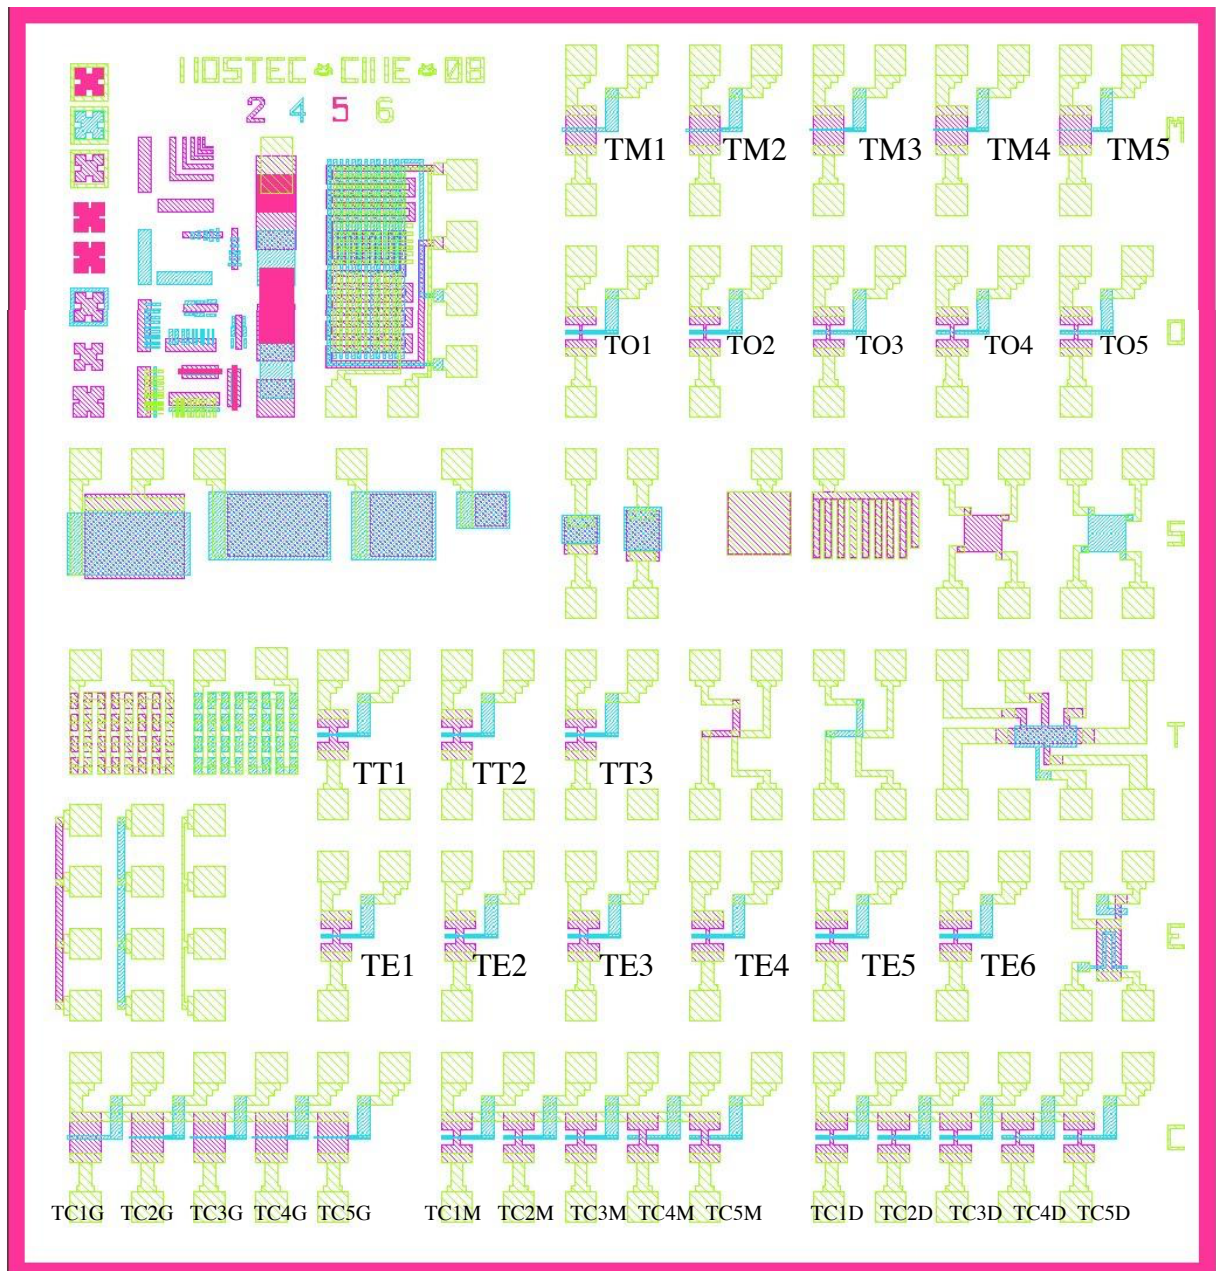 NOSTEC CINE 08
2 4 5 6
TM1 TM2 TM3 TM4 TM5 M
TO1 TO2 TO3 TO4 TO5 O
S
TT1 TT2 TT3 T
TE1 TE2 TE3 TE4 TE5 TE6 E
C
TC1G TC2G TC3G TC4G TC5G TC1M TC2M TC3M TC4M TC5M TC1D TC2D TC3D TC4D TC5D